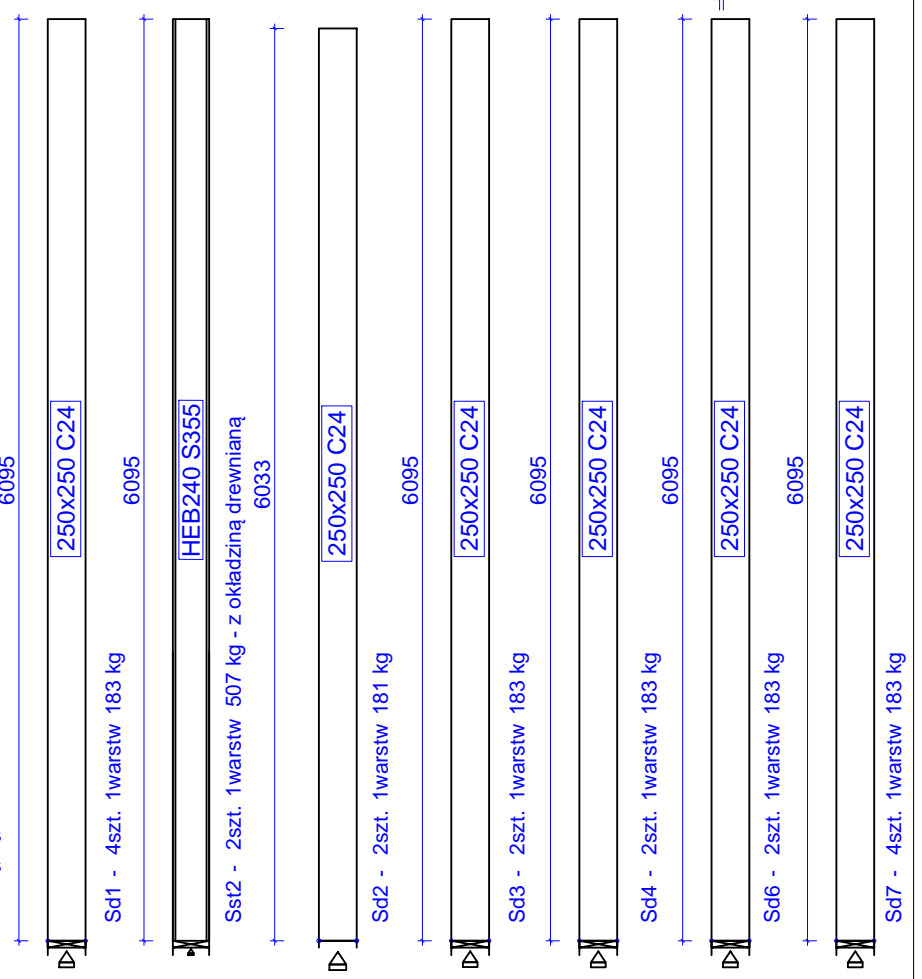 6095
250x250 C24
Sd1 - 4szt. 1warstw 183 kg
6095
HEB240 S355
Sst2 - 2szt. 1warstw 507 kg - z okładziną drewnianą
6033
250x250 C24
Sd2 - 2szt. 1warstw 181 kg
6095
250x250 C24
Sd3 - 2szt. 1warstw 183 kg
6095
250x250 C24
Sd4 - 2szt. 1warstw 183 kg
6095
250x250 C24
Sd6 - 2szt. 1warstw 183 kg
6095
250x250 C24
Sd7 - 4szt. 1warstw 183 kg